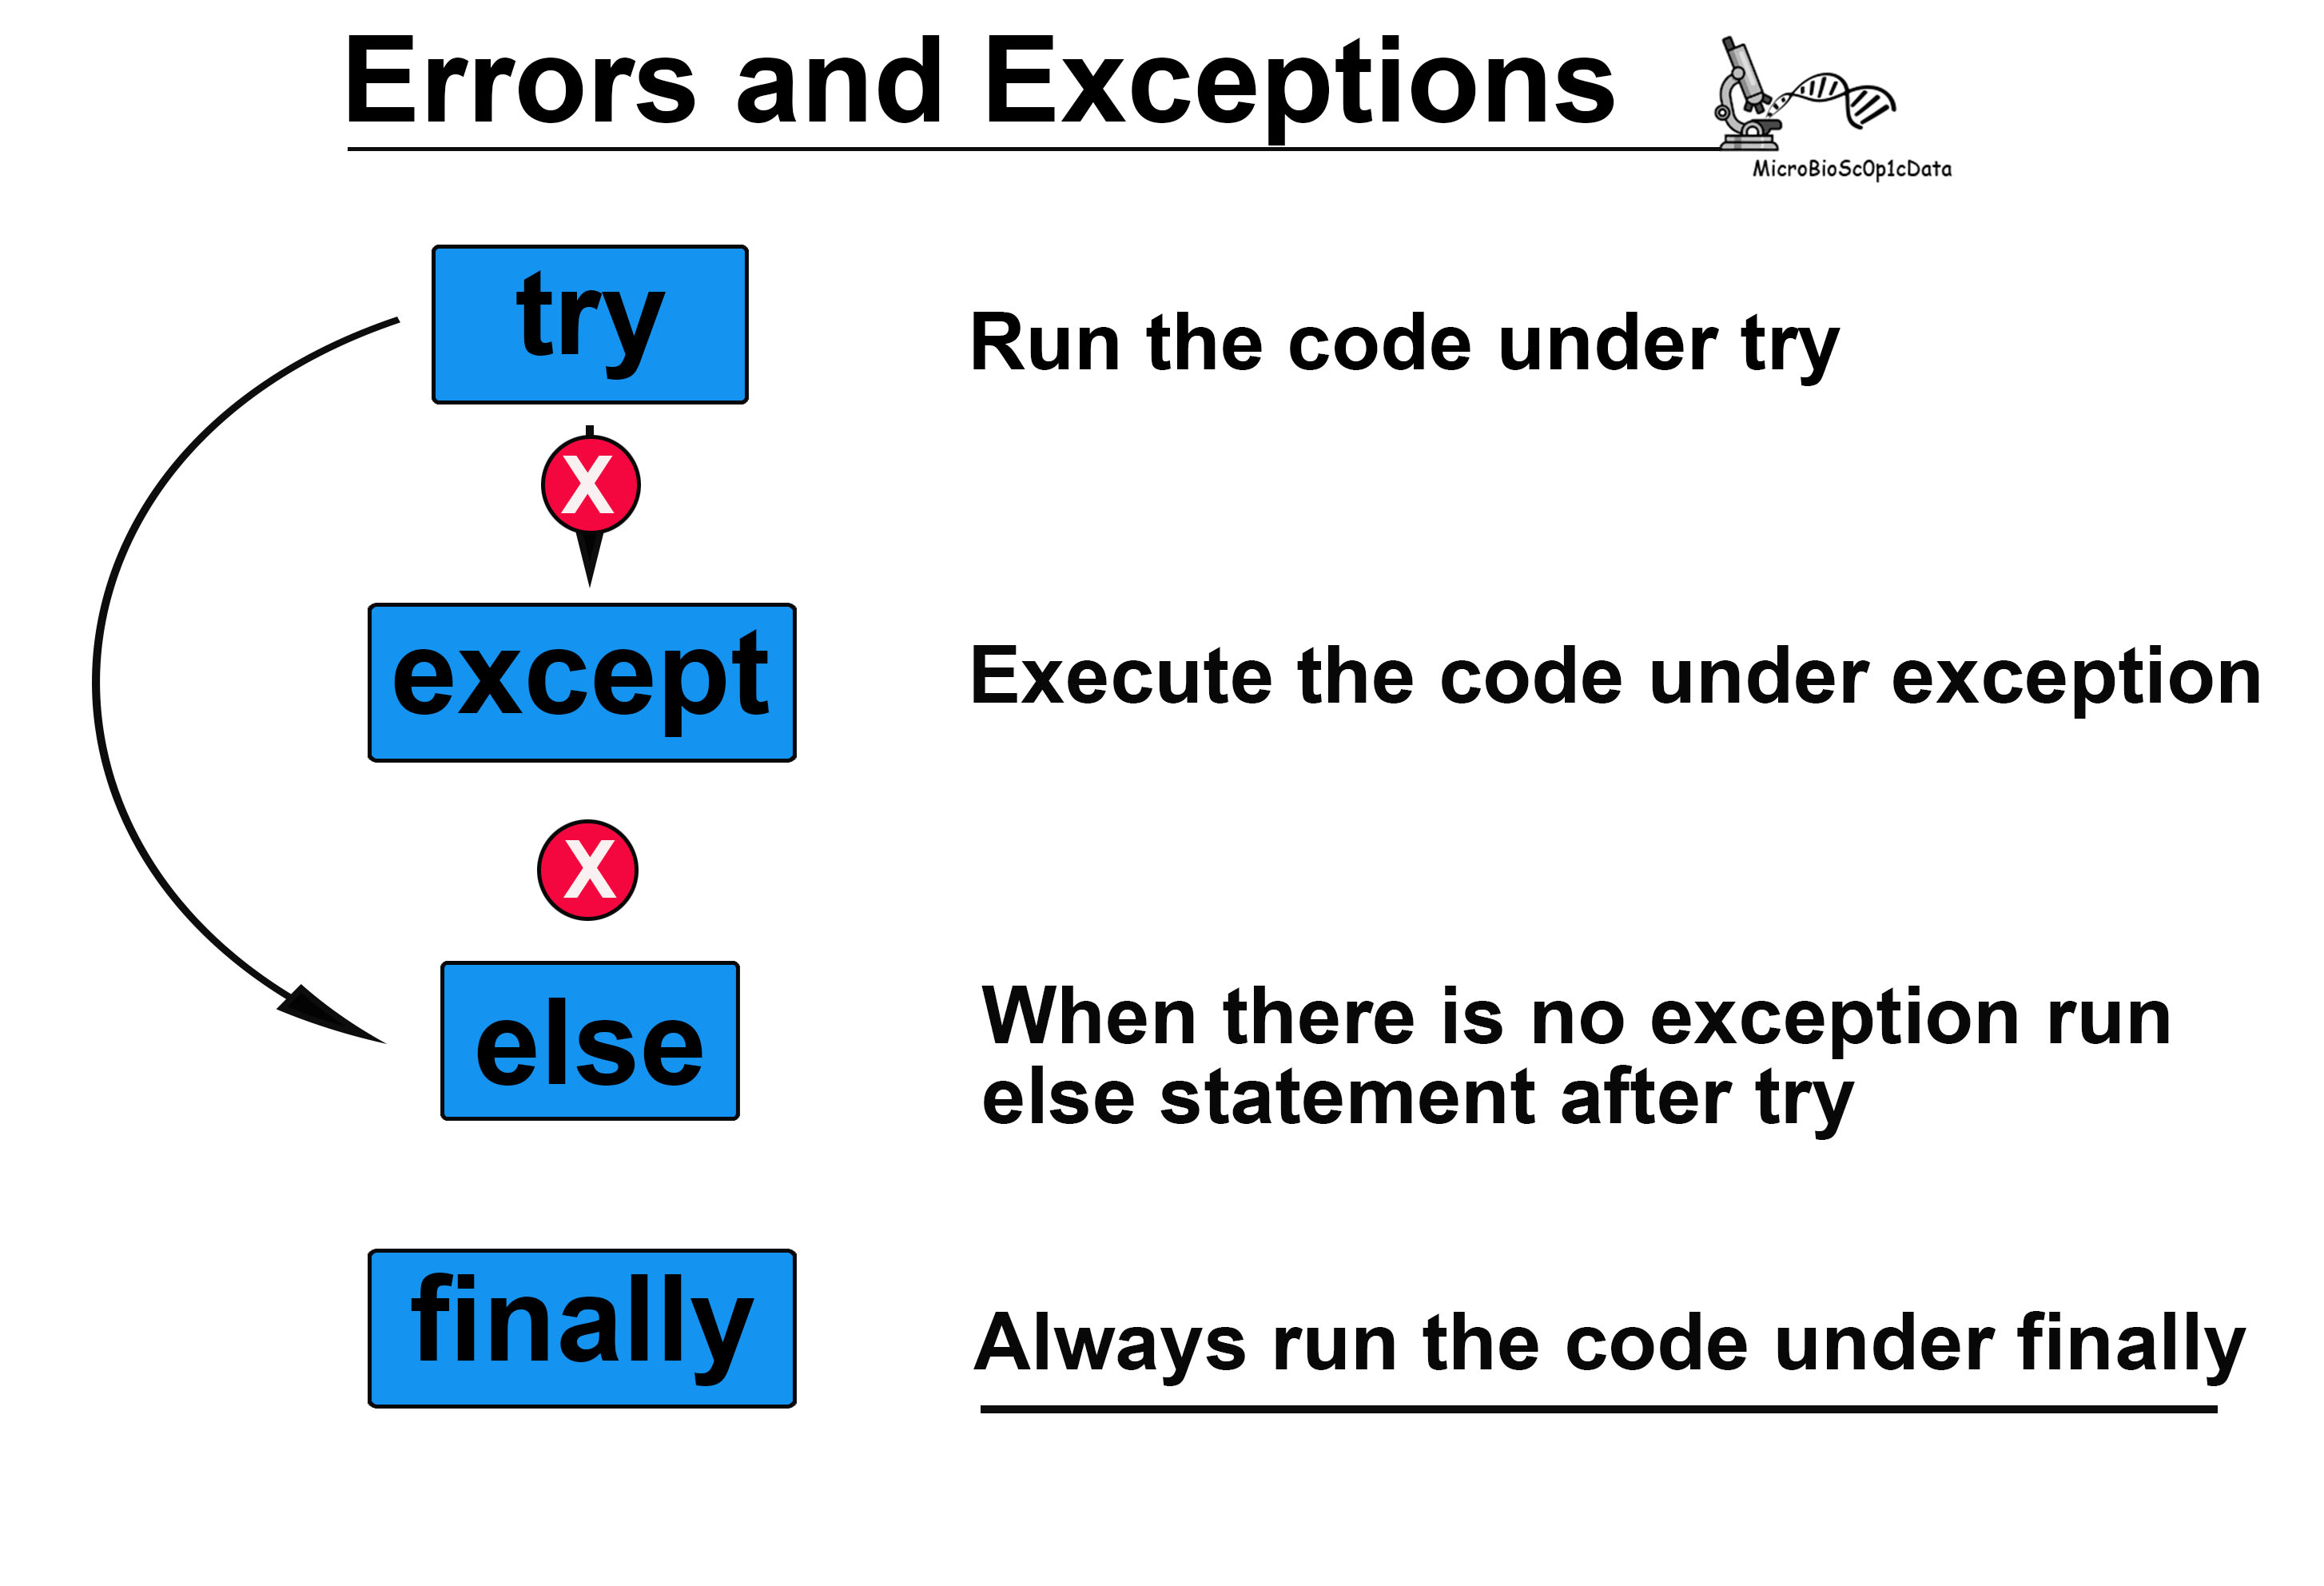 Errors and Exceptions
MicroBioSc0p1cData
try
Run the code under try
X
except
Execute the code under exception
X
else
When there is no exception run
else statement after try
finally
Always run the code under finally